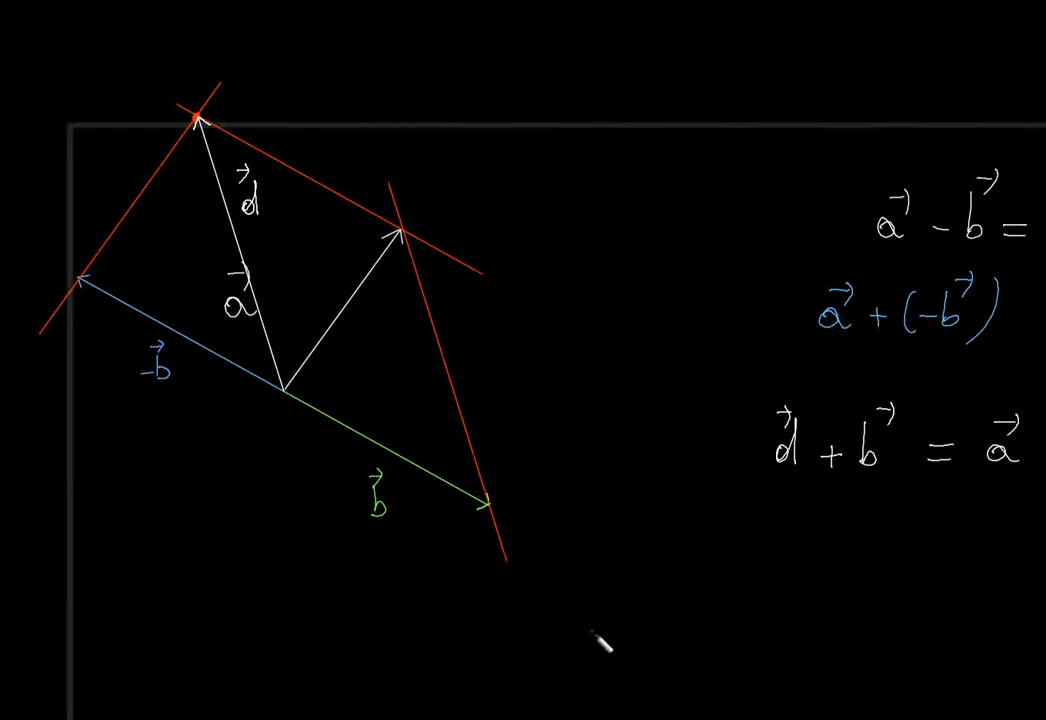 d⃗
a⃗
-b⃗
b⃗
a⃗ - b⃗ =
a⃗ + (-b⃗)
d⃗ + b⃗ = a⃗